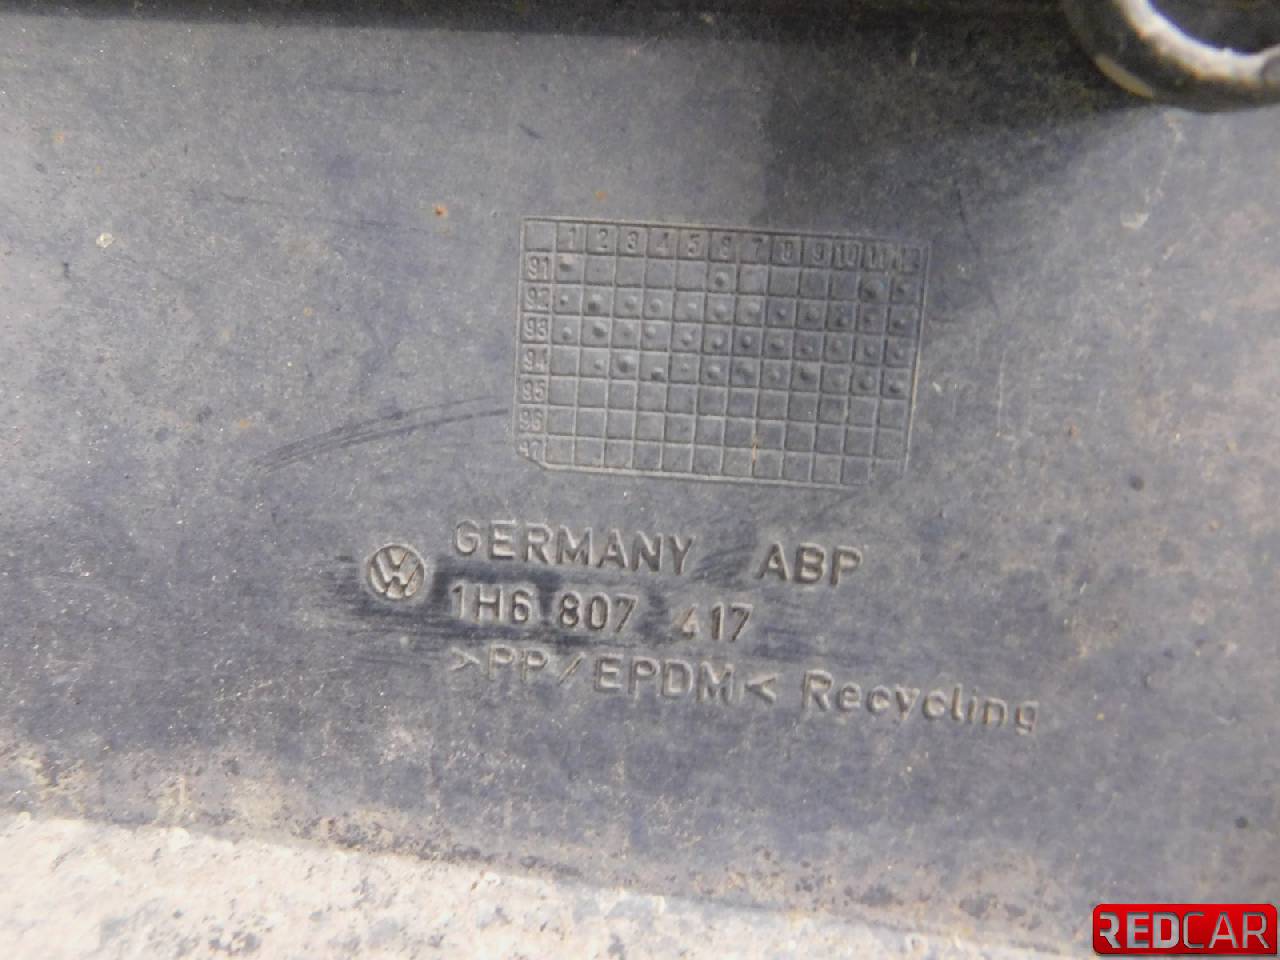 1 2 3 4 5 6 7 8 9 10 11 12
91
92
93
94
95
96
97
GERMANY ABP
1H6 807 417
>PP/EPDM< Recycling
REDCAR